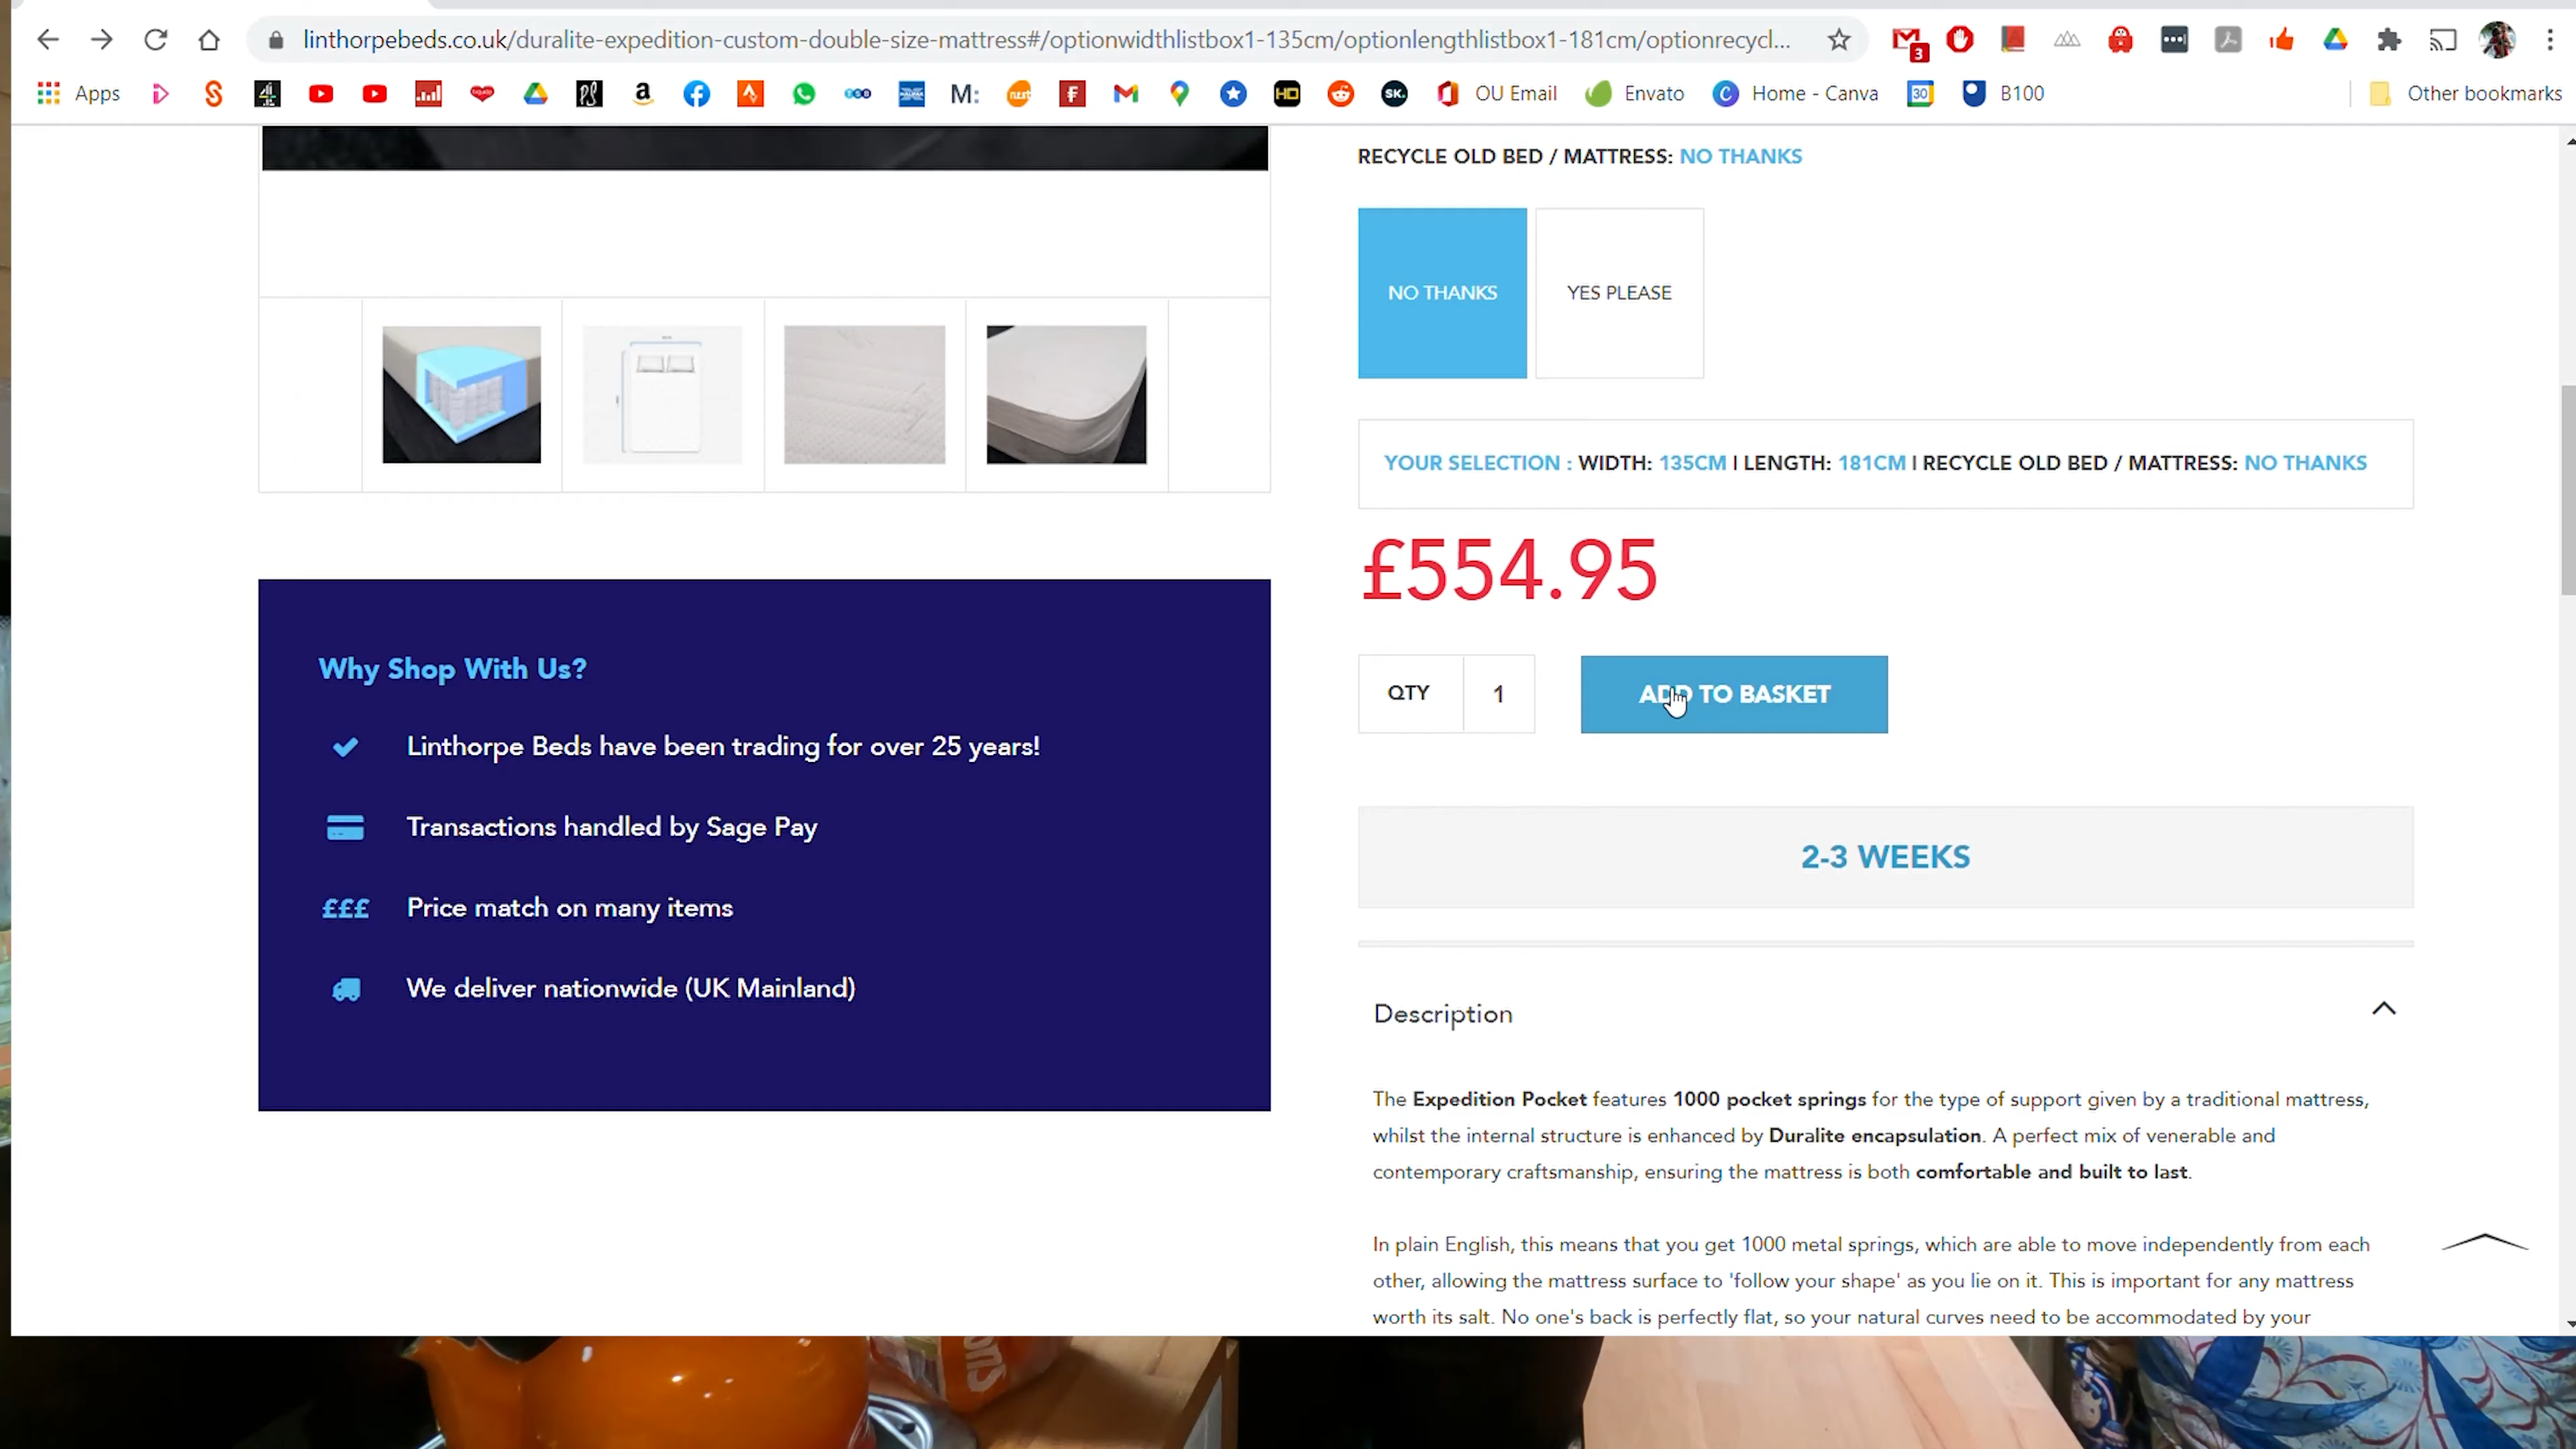 linthorpebeds.co.uk/duralite-expedition-custom-double-size-mattress#/optionwidthlistbox1-135cm/optionlengthlistbox1-181cm/optionrecycl...
3
Apps
M:
SK.
OU Email
Envato
Home - Canva
30
B100
Other bookmarks
RECYCLE OLD BED / MATTRESS: NO THANKS
NO THANKS
YES PLEASE
YOUR SELECTION : WIDTH: 135CM | LENGTH: 181CM | RECYCLE OLD BED / MATTRESS: NO THANKS
£554.95
QTY
1
ADD TO BASKET
2-3 WEEKS
Why Shop With Us?
Linthorpe Beds have been trading for over 25 years!
Transactions handled by Sage Pay
£££ Price match on many items
We deliver nationwide (UK Mainland)
Description
The Expedition Pocket features 1000 pocket springs for the type of support given by a traditional mattress,
whilst the internal structure is enhanced by Duralite encapsulation. A perfect mix of venerable and
contemporary craftsmanship, ensuring the mattress is both comfortable and built to last.
In plain English, this means that you get 1000 metal springs, which are able to move independently from each
other, allowing the mattress surface to 'follow your shape' as you lie on it. This is important for any mattress
worth its salt. No one's back is perfectly flat, so your natural curves need to be accommodated by your